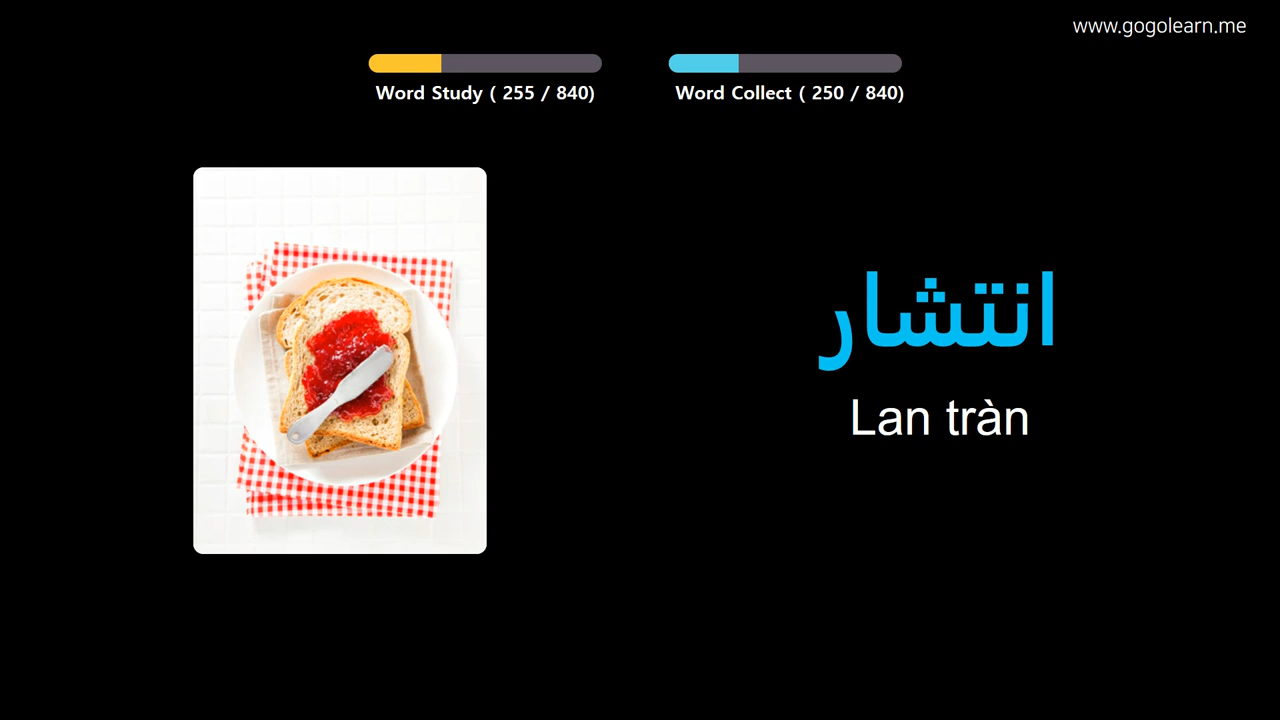 www.gogolearn.me
Word Study ( 255 / 840)
Word Collect ( 250 / 840)
انتشار
Lan tràn